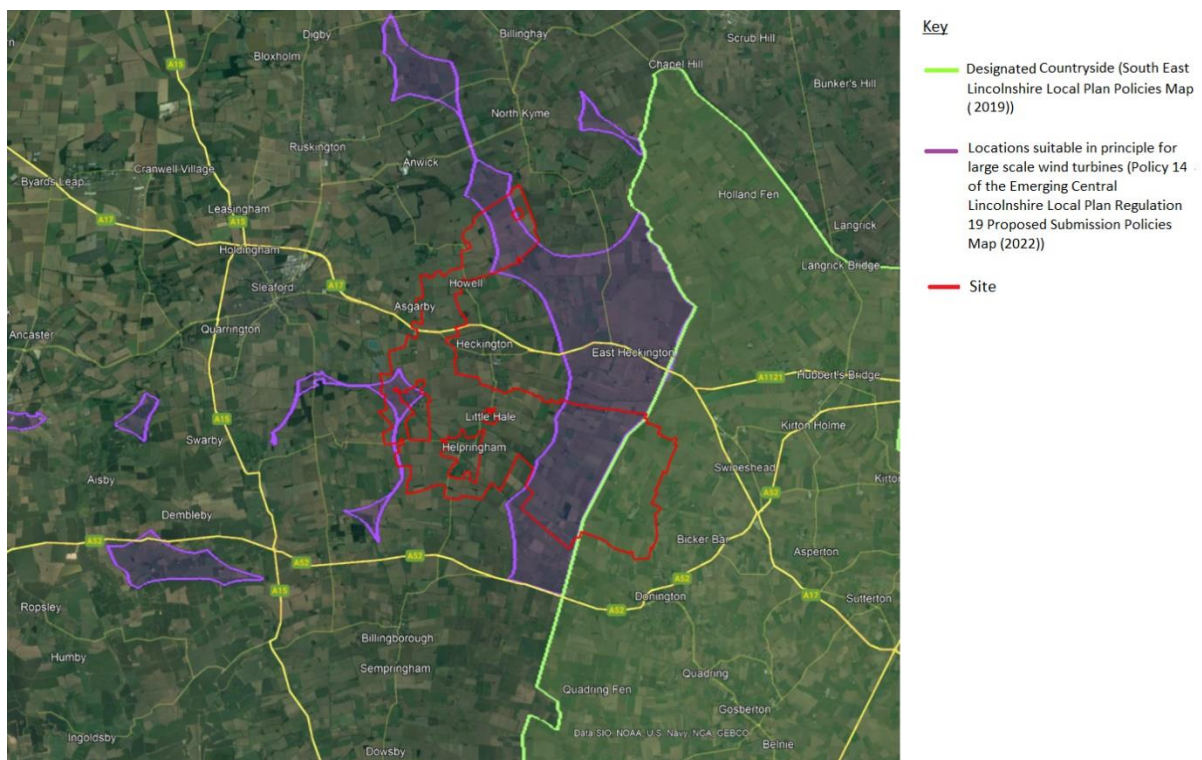 Digby
Billinghay
Scrub Hill
Bloxholm
A15
Chapel Hill
Bunker's Hill
North Kyme
Ruskington
Anwick
Cranwell Village
Byards Leap
Holland Fen
A17
Leasingham
A15
Langrick
Holdingham
Langrick Bridge
Sleaford
A17
Howell
Asgarby
Quarrington
Ancaster
Heckington
East Heckington
A1121
Hubbert's Bridge
Little Hale
A15
Kirton Holme
Swarby
Helpringham
Swineshead
Aisby
A52
Dembleby
A52
Bicker Bar
A52
A52
Asperton
A15
Donington
A17
Ropsley
A52
Sutterton
Billingborough
Humby
Sempringham
Quadring
Quadring Fen
Gosberton
Ingoldsby
Data SIO, NOAA, U.S. Navy, NGA, GEBCO
Dowsby
Belnie
Key
Designated Countryside (South East
Lincolnshire Local Plan Policies Map
( 2019))
Locations suitable in principle for
large scale wind turbines (Policy 14
of the Emerging Central
Lincolnshire Local Plan Regulation
19 Proposed Submission Policies
Map (2022))
Site